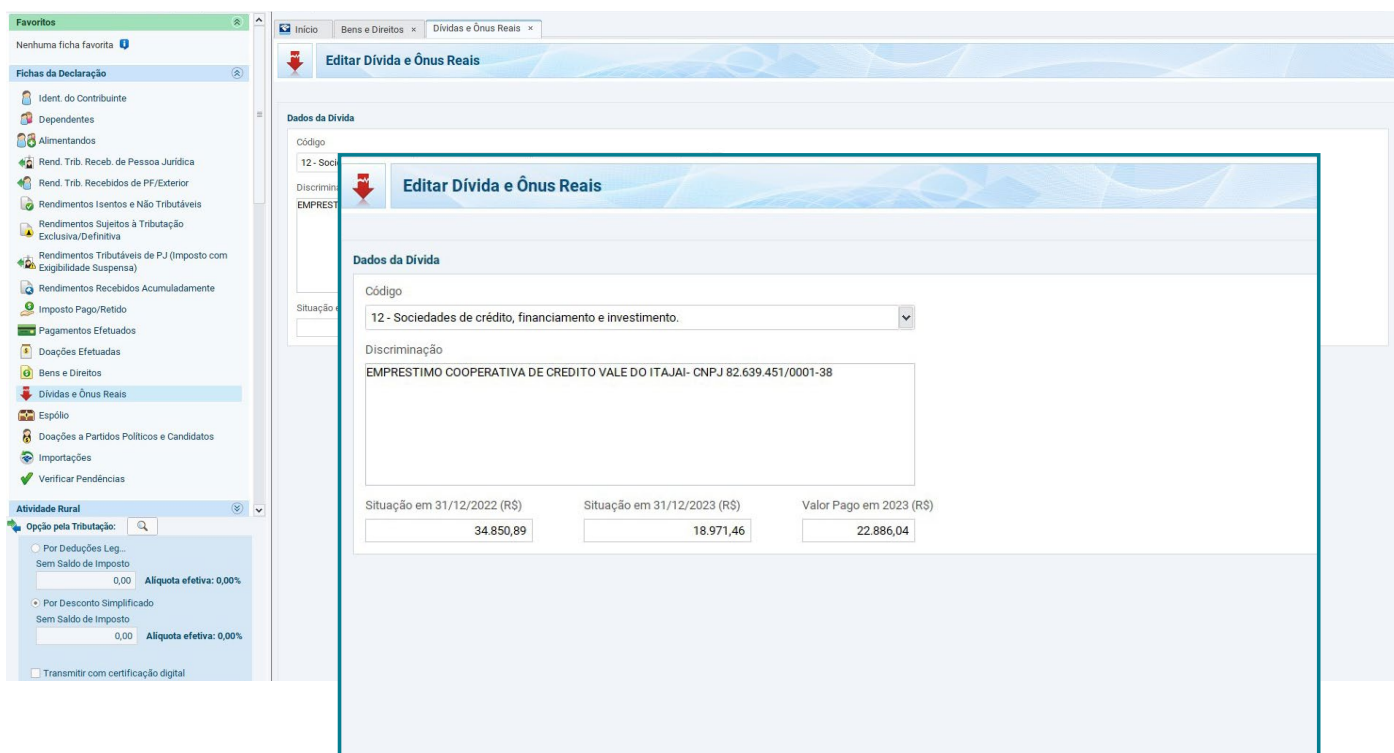 Favoritos
Nenhuma ficha favorita
Fichas da Declaração
Ident. do Contribuinte
Dependentes
Alimentandos
Rend. Trib. Receb. de Pessoa Jurídica
Rend. Trib. Recebidos de PF/Exterior
Rendimentos Isentos e Não Tributáveis
Rendimentos Sujeitos à Tributação
Exclusiva/Definitiva
Rendimentos Tributáveis de PJ (Imposto com
Exigibilidade Suspensa)
Rendimentos Recebidos Acumuladamente
Imposto Pago/Retido
Pagamentos Efetuados
Doações Efetuadas
Bens e Direitos
Dívidas e Ônus Reais
Espólio
Doações a Partidos Políticos e Candidatos
Importações
Verificar Pendências
Atividade Rural
Opção pela Tributação:
Por Deduções Leg...
Sem Saldo de Imposto
0,00 Alíquota efetiva: 0,00%
Por Desconto Simplificado
Sem Saldo de Imposto
0,00 Alíquota efetiva: 0,00%
Transmitir com certificação digital
Início Bens e Direitos × Dívidas e Ônus Reais ×
Editar Dívida e Ônus Reais
Dados da Dívida
Código
12 - Soci
Discrimin
EMPREST
Situação e
Editar Dívida e Ônus Reais
Dados da Dívida
Código
12 - Sociedades de crédito, financiamento e investimento.
Discriminação
EMPRESTIMO COOPERATIVA DE CREDITO VALE DO ITAJAI- CNPJ 82.639.451/0001-38
Situação em 31/12/2022 (R$) Situação em 31/12/2023 (R$) Valor Pago em 2023 (R$)
34.850,89 18.971,46 22.886,04